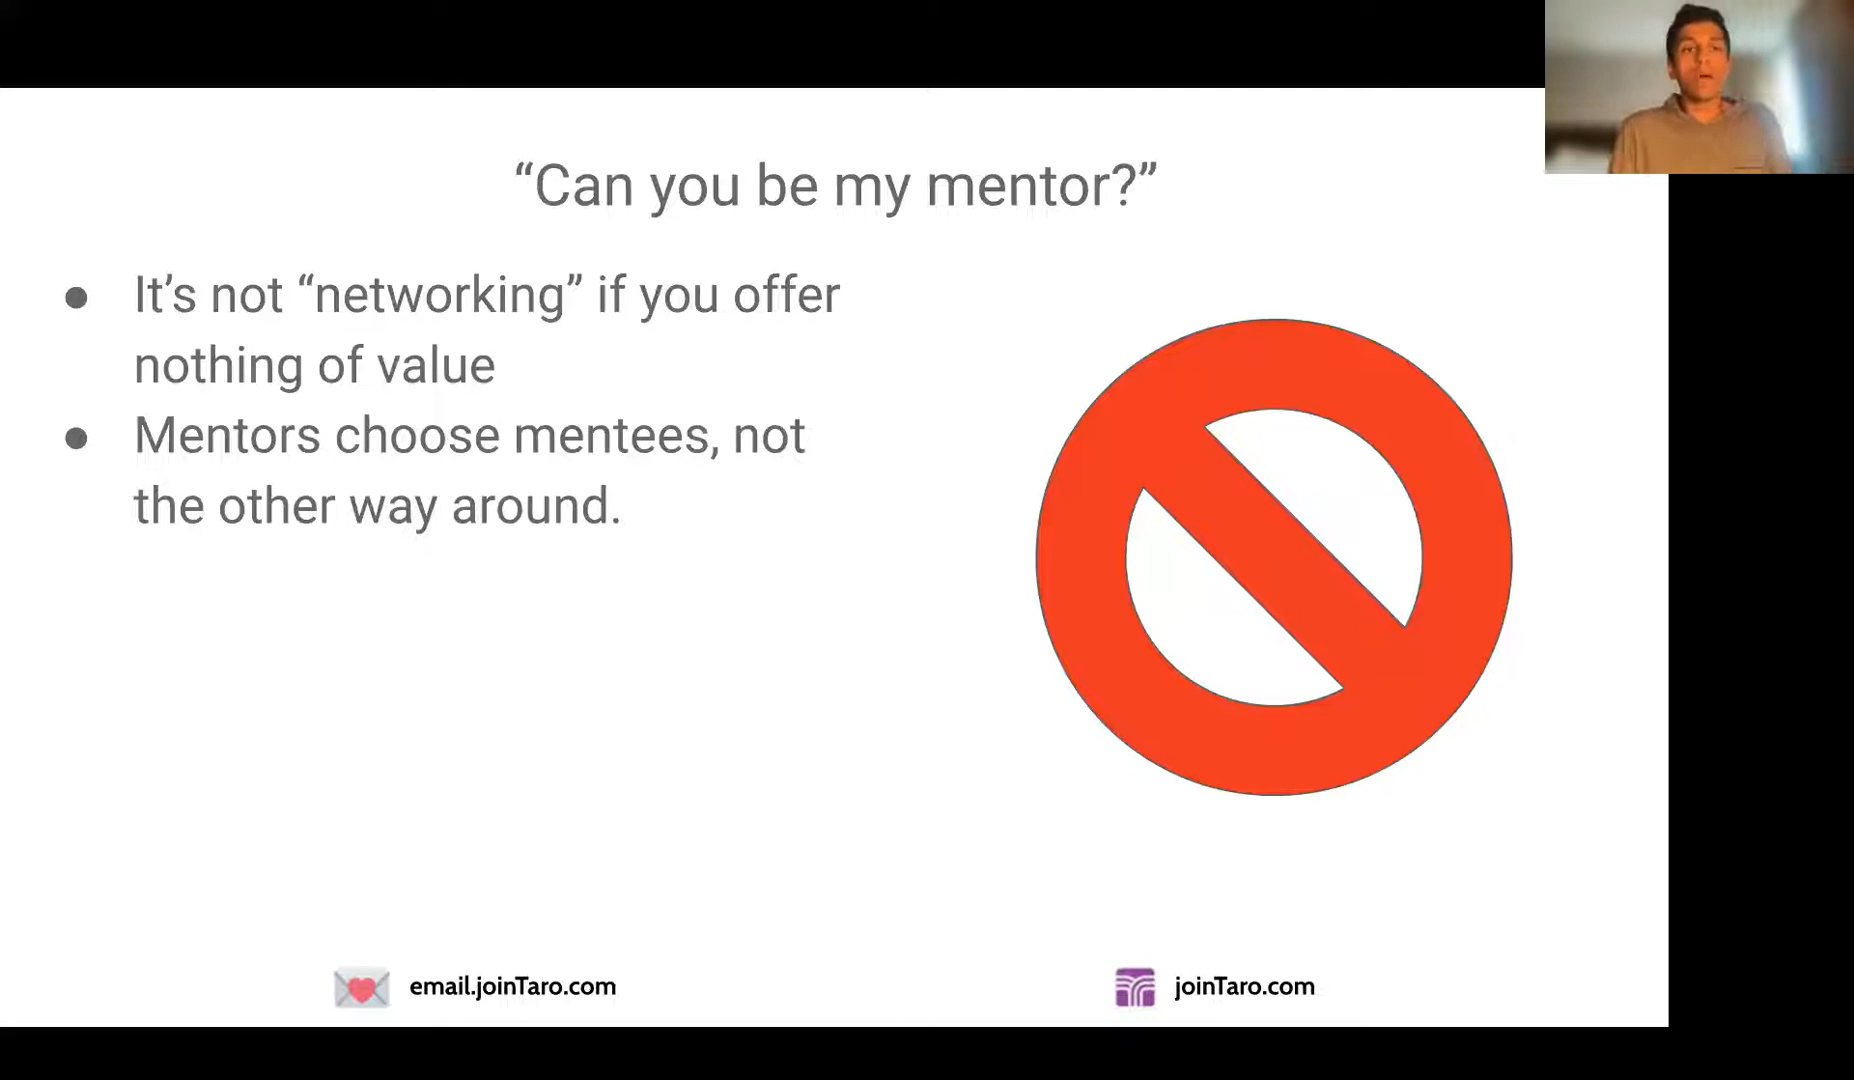 “Can you be my mentor?”
● It’s not “networking” if you offer
nothing of value
● Mentors choose mentees, not
the other way around.
email.joinTaro.com
joinTaro.com